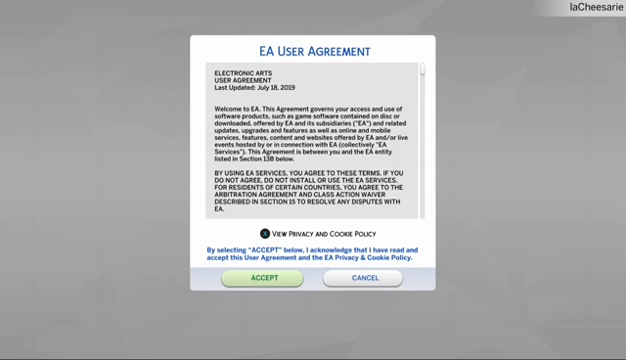 laCheesarie
EA USER AGREEMENT
ELECTRONIC ARTS
USER AGREEMENT
Last Updated: July 18, 2019
Welcome to EA. This Agreement governs your access and use of
software products, such as game software contained on disc or
downloaded, offered by EA and its subsidiaries ("EA") and related
updates, upgrades and features as well as online and mobile
services, features, content and websites offered by EA and/or live
events hosted by or in connection with EA (collectively "EA
Services"). This Agreement is between you and the EA entity
listed in Section 13B below.
BY USING EA SERVICES, YOU AGREE TO THESE TERMS. IF YOU
DO NOT AGREE, DO NOT INSTALL OR USE THE EA SERVICES.
FOR RESIDENTS OF CERTAIN COUNTRIES, YOU AGREE TO THE
ARBITRATION AGREEMENT AND CLASS ACTION WAIVER
DESCRIBED IN SECTION 15 TO RESOLVE ANY DISPUTES WITH
EA.
VIEW PRIVACY AND COOKIE POLICY
By selecting "ACCEPT" below, I acknowledge that I have read and
accept this User Agreement and the EA Privacy & Cookie Policy.
ACCEPT
CANCEL